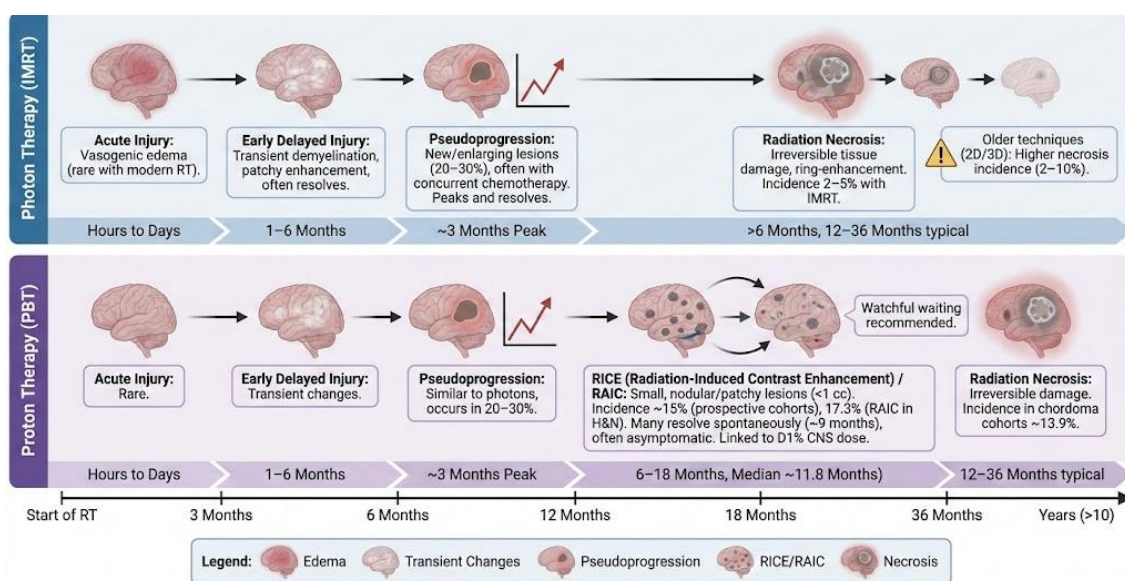 Photon Therapy (IMRT)
Acute Injury:
Vasogenic edema
(rare with modern RT).
Early Delayed Injury:
Transient demyelination,
patchy enhancement,
often resolves.
Pseudoprogression:
New/enlarging lesions
(20–30%), often with
concurrent chemotherapy.
Peaks and resolves.
Radiation Necrosis:
Irreversible tissue
damage, ring-enhancement.
Incidence 2–5% with
IMRT.
Older techniques
(2D/3D): Higher necrosis
incidence (2–10%).
Hours to Days
1–6 Months
~3 Months Peak
>6 Months, 12–36 Months typical
Proton Therapy (PBT)
Acute Injury:
Rare.
Early Delayed Injury:
Transient changes.
Pseudoprogression:
Similar to photons,
occurs in 20–30%.
Watchful waiting
recommended.
RICE (Radiation-Induced Contrast Enhancement) /
RAIC: Small, nodular/patchy lesions (<1 cc).
Incidence ~15% (prospective cohorts), 17.3% (RAIC in
H&N). Many resolve spontaneously (~9 months),
often asymptomatic. Linked to D1% CNS dose.
Radiation Necrosis:
Irreversible damage.
Incidence in chordoma
cohorts ~13.9%.
Hours to Days
1–6 Months
~3 Months Peak
6–18 Months, Median ~11.8 Months)
12–36 Months typical
Start of RT
3 Months
6 Months
12 Months
18 Months
36 Months
Years (>10)
Legend:
Edema
Transient Changes
Pseudoprogression
RICE/RAIC
Necrosis